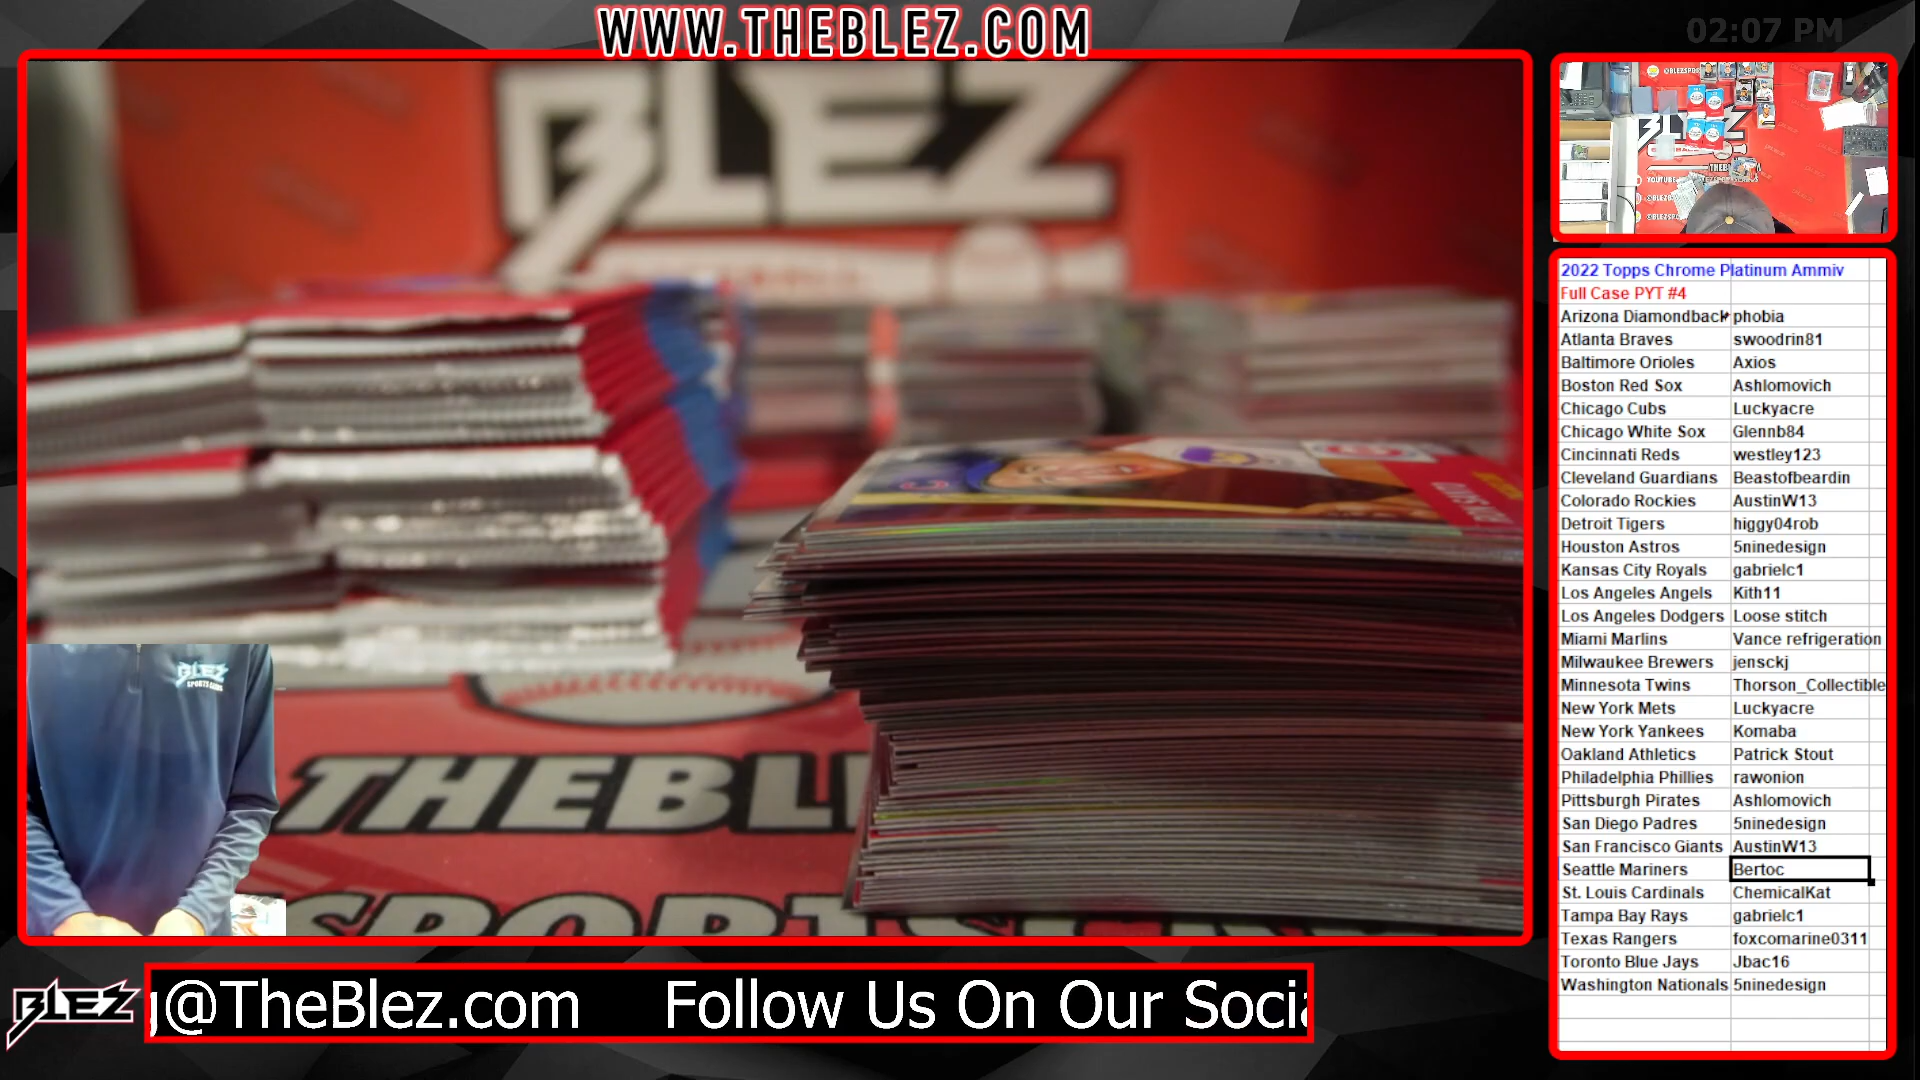 WWW.THEBLEZ.COM
02:07 PM
BLEZ
BLEZ
SPORTSCARDS
THEBL
SPORTSCAR
BLEZ
g@TheBlez.com Follow Us On Our Socia
2022 Topps Chrome Platinum Ammiv
Full Case PYT #4
Arizona Diamondback phobia
Atlanta Braves swoodrin81
Baltimore Orioles Axios
Boston Red Sox Ashlomovich
Chicago Cubs Luckyacre
Chicago White Sox Glennb84
Cincinnati Reds westley123
Cleveland Guardians Beastofbeardin
Colorado Rockies AustinW13
Detroit Tigers higgy04rob
Houston Astros 5ninedesign
Kansas City Royals gabrielc1
Los Angeles Angels Kith11
Los Angeles Dodgers Loose stitch
Miami Marlins Vance refrigeration
Milwaukee Brewers jensckj
Minnesota Twins Thorson_Collectible
New York Mets Luckyacre
New York Yankees Komaba
Oakland Athletics Patrick Stout
Philadelphia Phillies rawonion
Pittsburgh Pirates Ashlomovich
San Diego Padres 5ninedesign
San Francisco Giants AustinW13
Seattle Mariners Bertoc
St. Louis Cardinals ChemicalKat
Tampa Bay Rays gabrielc1
Texas Rangers foxcomarine0311
Toronto Blue Jays Jbac16
Washington Nationals 5ninedesign